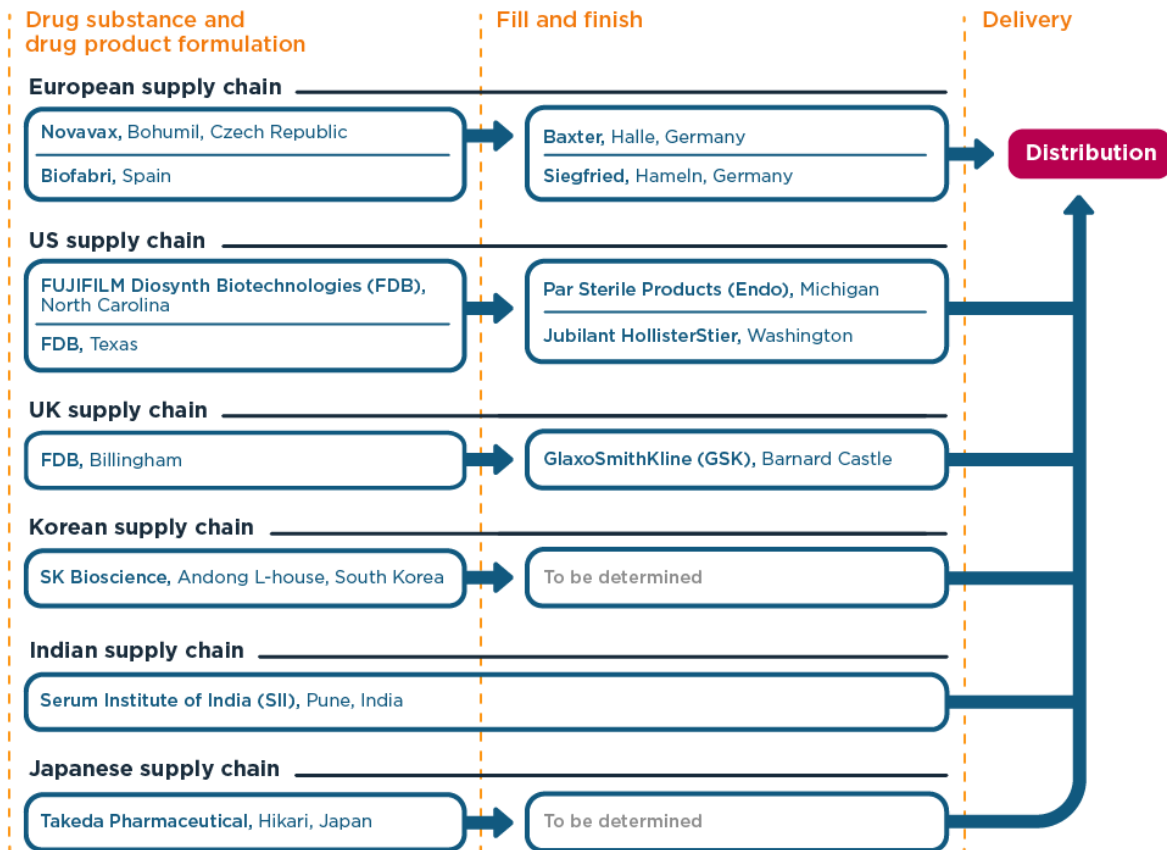 Drug substance and
drug product formulation
Fill and finish
Delivery
European supply chain
Novavax, Bohumil, Czech Republic
Biofabri, Spain
Baxter, Halle, Germany
Siegfried, Hameln, Germany
Distribution
US supply chain
FUJIFILM Diosynth Biotechnologies (FDB),
North Carolina
FDB, Texas
Par Sterile Products (Endo), Michigan
Jubilant HollisterStier, Washington
UK supply chain
FDB, Billingham
GlaxoSmithKline (GSK), Barnard Castle
Korean supply chain
SK Bioscience, Andong L-house, South Korea
To be determined
Indian supply chain
Serum Institute of India (SII), Pune, India
Japanese supply chain
Takeda Pharmaceutical, Hikari, Japan
To be determined